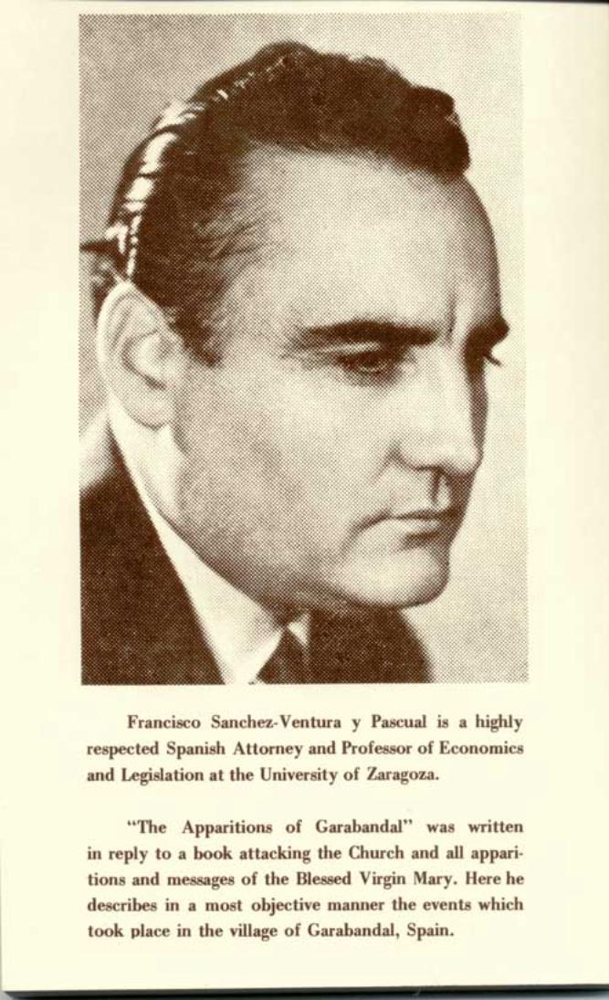 Francisco Sanchez-Ventura y Pascual is a highly
respected Spanish Attorney and Professor of Economics
and Legislation at the University of Zaragoza.
“The Apparitions of Garabandal” was written
in reply to a book attacking the Church and all appari-
tions and messages of the Blessed Virgin Mary. Here he
describes in a most objective manner the events which
took place in the village of Garabandal, Spain.